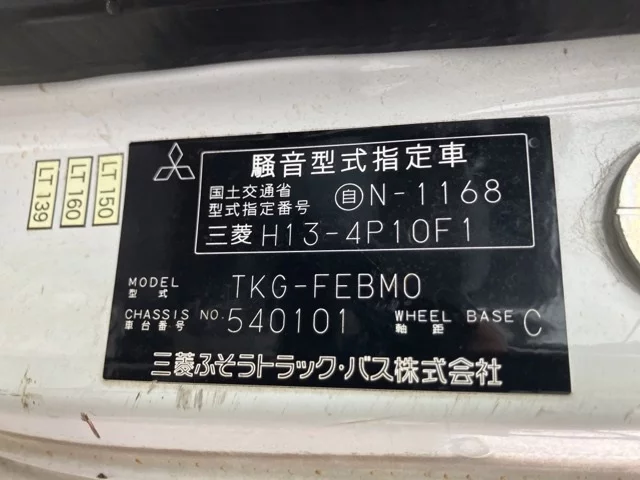 LT 139
LT 160
LT 150
騒音型式指定車
国土交通省
型式指定番号 自 N-1168
三菱 H13-4P10F1
MODEL
型式 TKG-FEBM0
CHASSIS NO.
車台番号 540101 WHEEL BASE
軸距 C
三菱ふそうトラック・バス株式会社